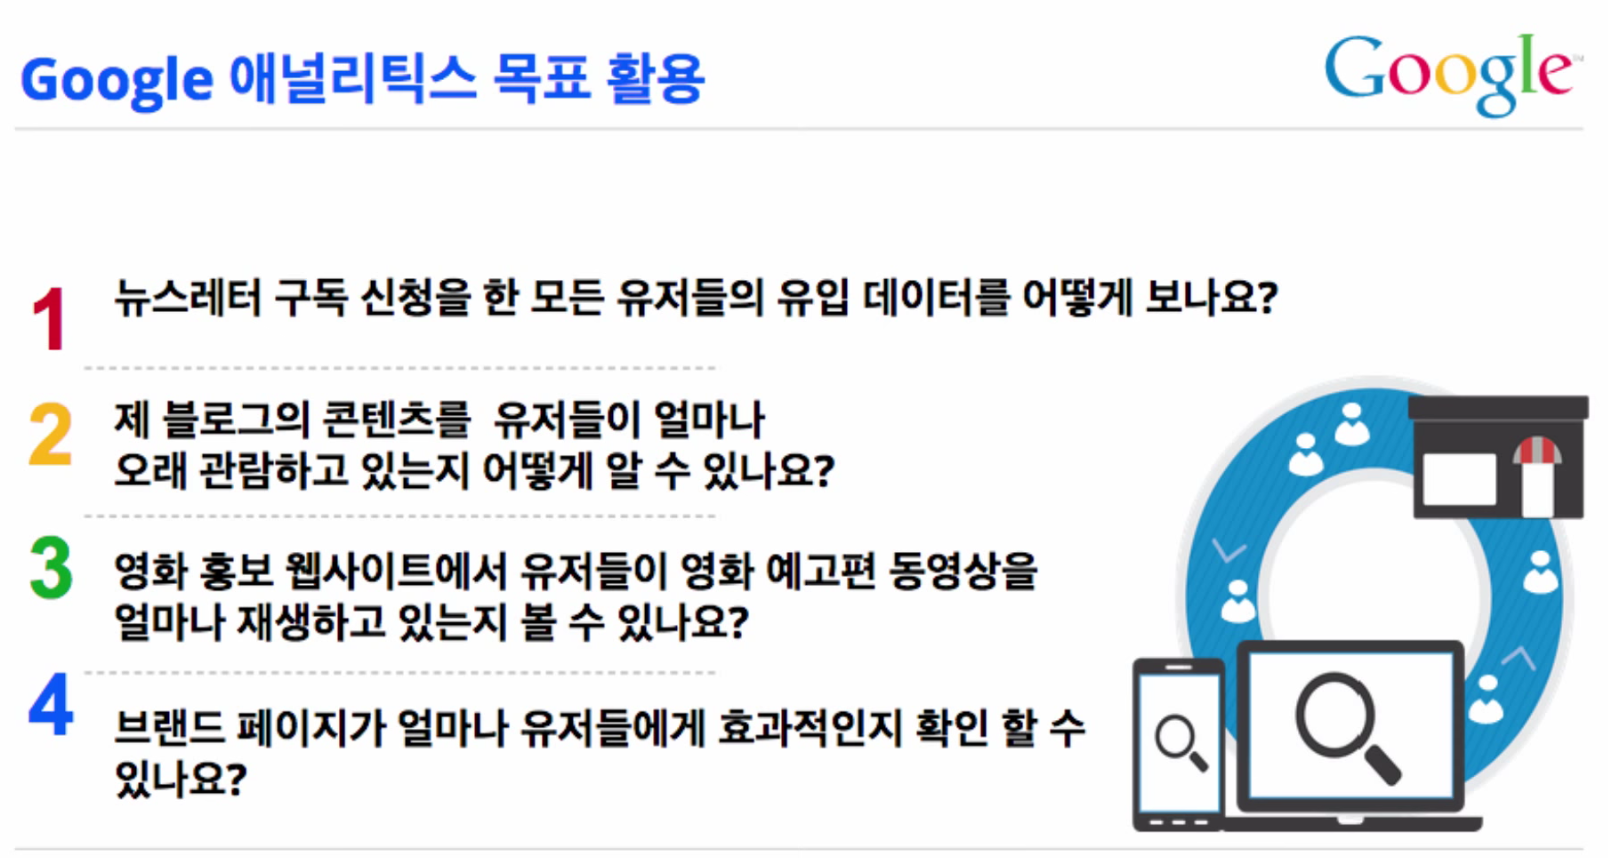 Google 애널리틱스 목표 활용
Google
1 뉴스레터 구독 신청을 한 모든 유저들의 유입 데이터를 어떻게 보나요?
2 제 블로그의 콘텐츠를 유저들이 얼마나
오래 관람하고 있는지 어떻게 알 수 있나요?
3 영화 홍보 웹사이트에서 유저들이 영화 예고편 동영상을
얼마나 재생하고 있는지 볼 수 있나요?
4 브랜드 페이지가 얼마나 유저들에게 효과적인지 확인 할 수
있나요?